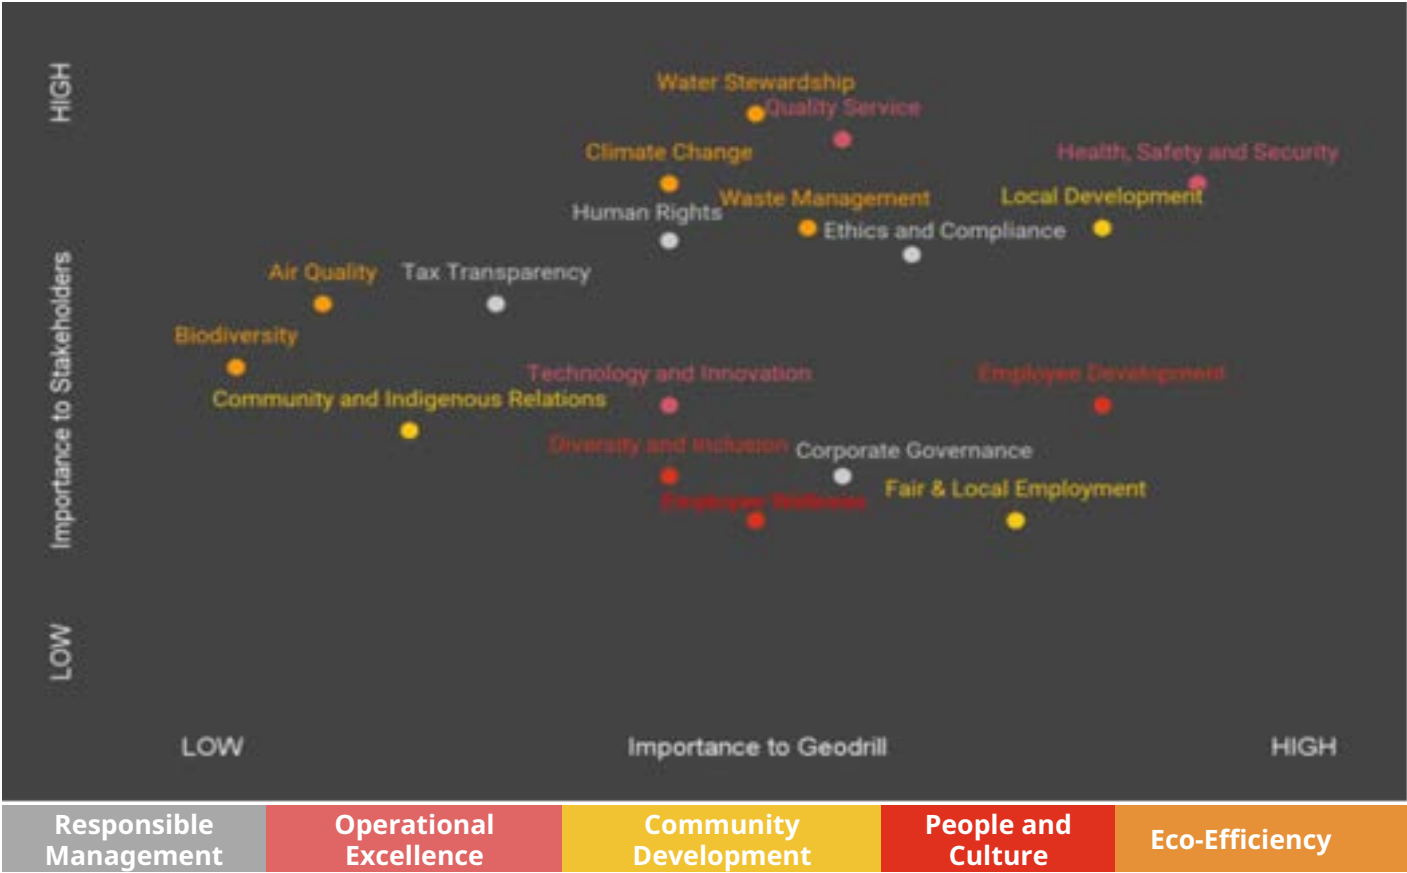 HIGH
Water Stewardship
Quality Service
Climate Change
Health, Safety and Security
Waste Management
Local Development
Human Rights
Ethics and Compliance
Air Quality
Tax Transparency
Importance to Stakeholders
Biodiversity
Technology and Innovation
Employee Development
Community and Indigenous Relations
Diversity and Inclusion
Corporate Governance
Fair & Local Employment
Employee Wellness
LOW
LOW
Importance to Geodrill
HIGH
Responsible
Management
Operational
Excellence
Community
Development
People and
Culture
Eco-Efficiency